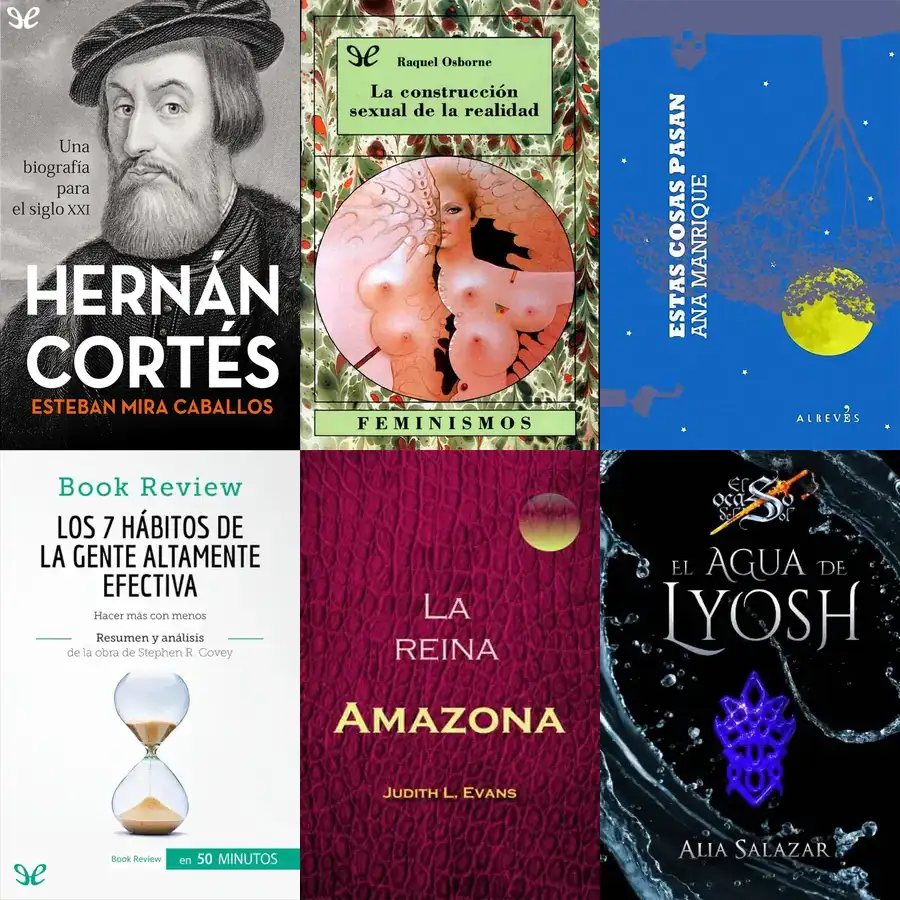 Una
biografía
para
el siglo XXI
HERNÁN
CORTÉS
ESTEBAN MIRA CABALLOS
Raquel Osborne
La construcción
sexual de la realidad
FEMINISMOS
ESTAS COSAS PASAN
ANA MANRIQUE
ALREVÉS
Book Review
LOS 7 HÁBITOS DE
LA GENTE ALTAMENTE
EFECTIVA
Hacer más con menos
Resumen y análisis
de la obra de Stephen R. Covey
Book Review en 50 MINUTOS
LA
REINA
AMAZONA
JUDITH L. EVANS
El
ocaso
del Sol
EL AGUA DE
LYOSH
ALIA SALAZAR